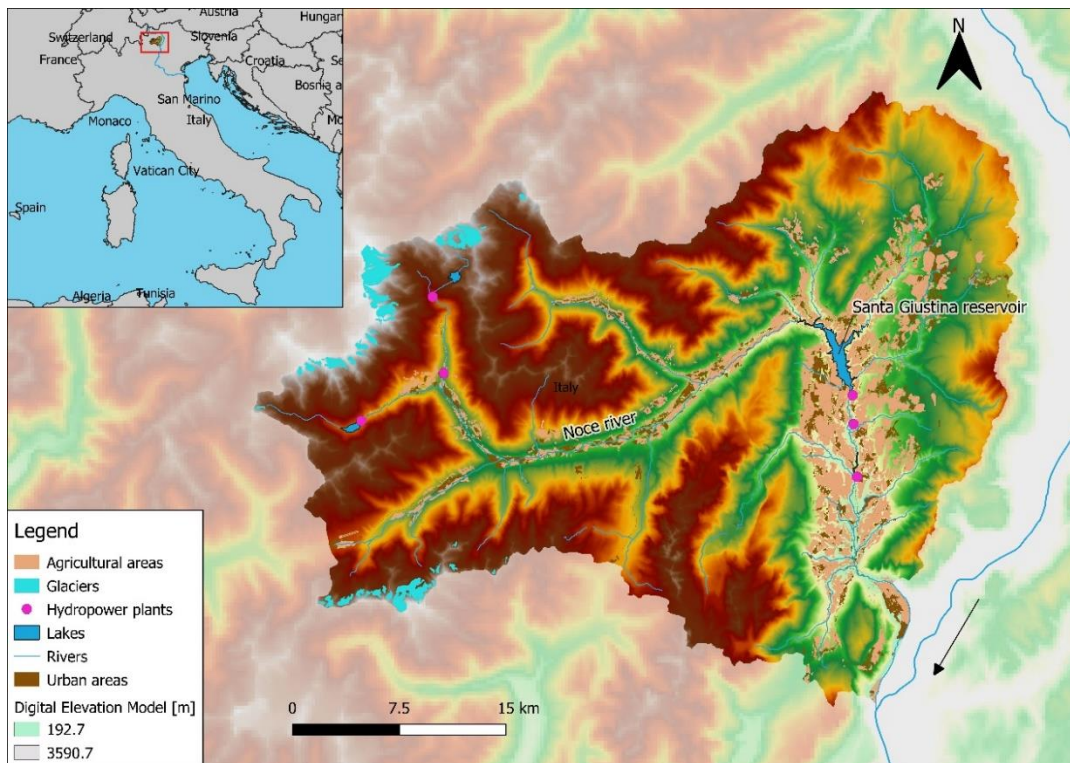 Austria
Hungar
Switzerland
Slovenia
France
Croatia
Se
Bosnia a
San Marino
Monaco
Italy
Mo
Vatican City
Spain
Algeria
Tunisia
N
Santa Giustina reservoir
Italy
Noce river
Legend
Agricultural areas
Glaciers
Hydropower plants
Lakes
Rivers
Urban areas
Digital Elevation Model [m]
192.7
3590.7
0
7.5
15 km